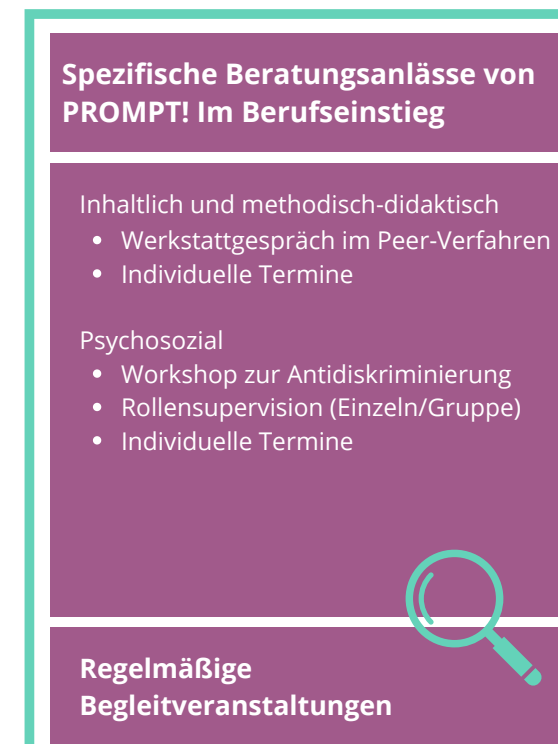 Spezifische Beratungsanlässe von
PROMPT! Im Berufseinstieg
Inhaltlich und methodisch-didaktisch
• Werkstattgespräch im Peer-Verfahren
• Individuelle Termine
Psychosozial
• Workshop zur Antidiskriminierung
• Rollensupervision (Einzeln/Gruppe)
• Individuelle Termine
Regelmäßige
Begleitveranstaltungen